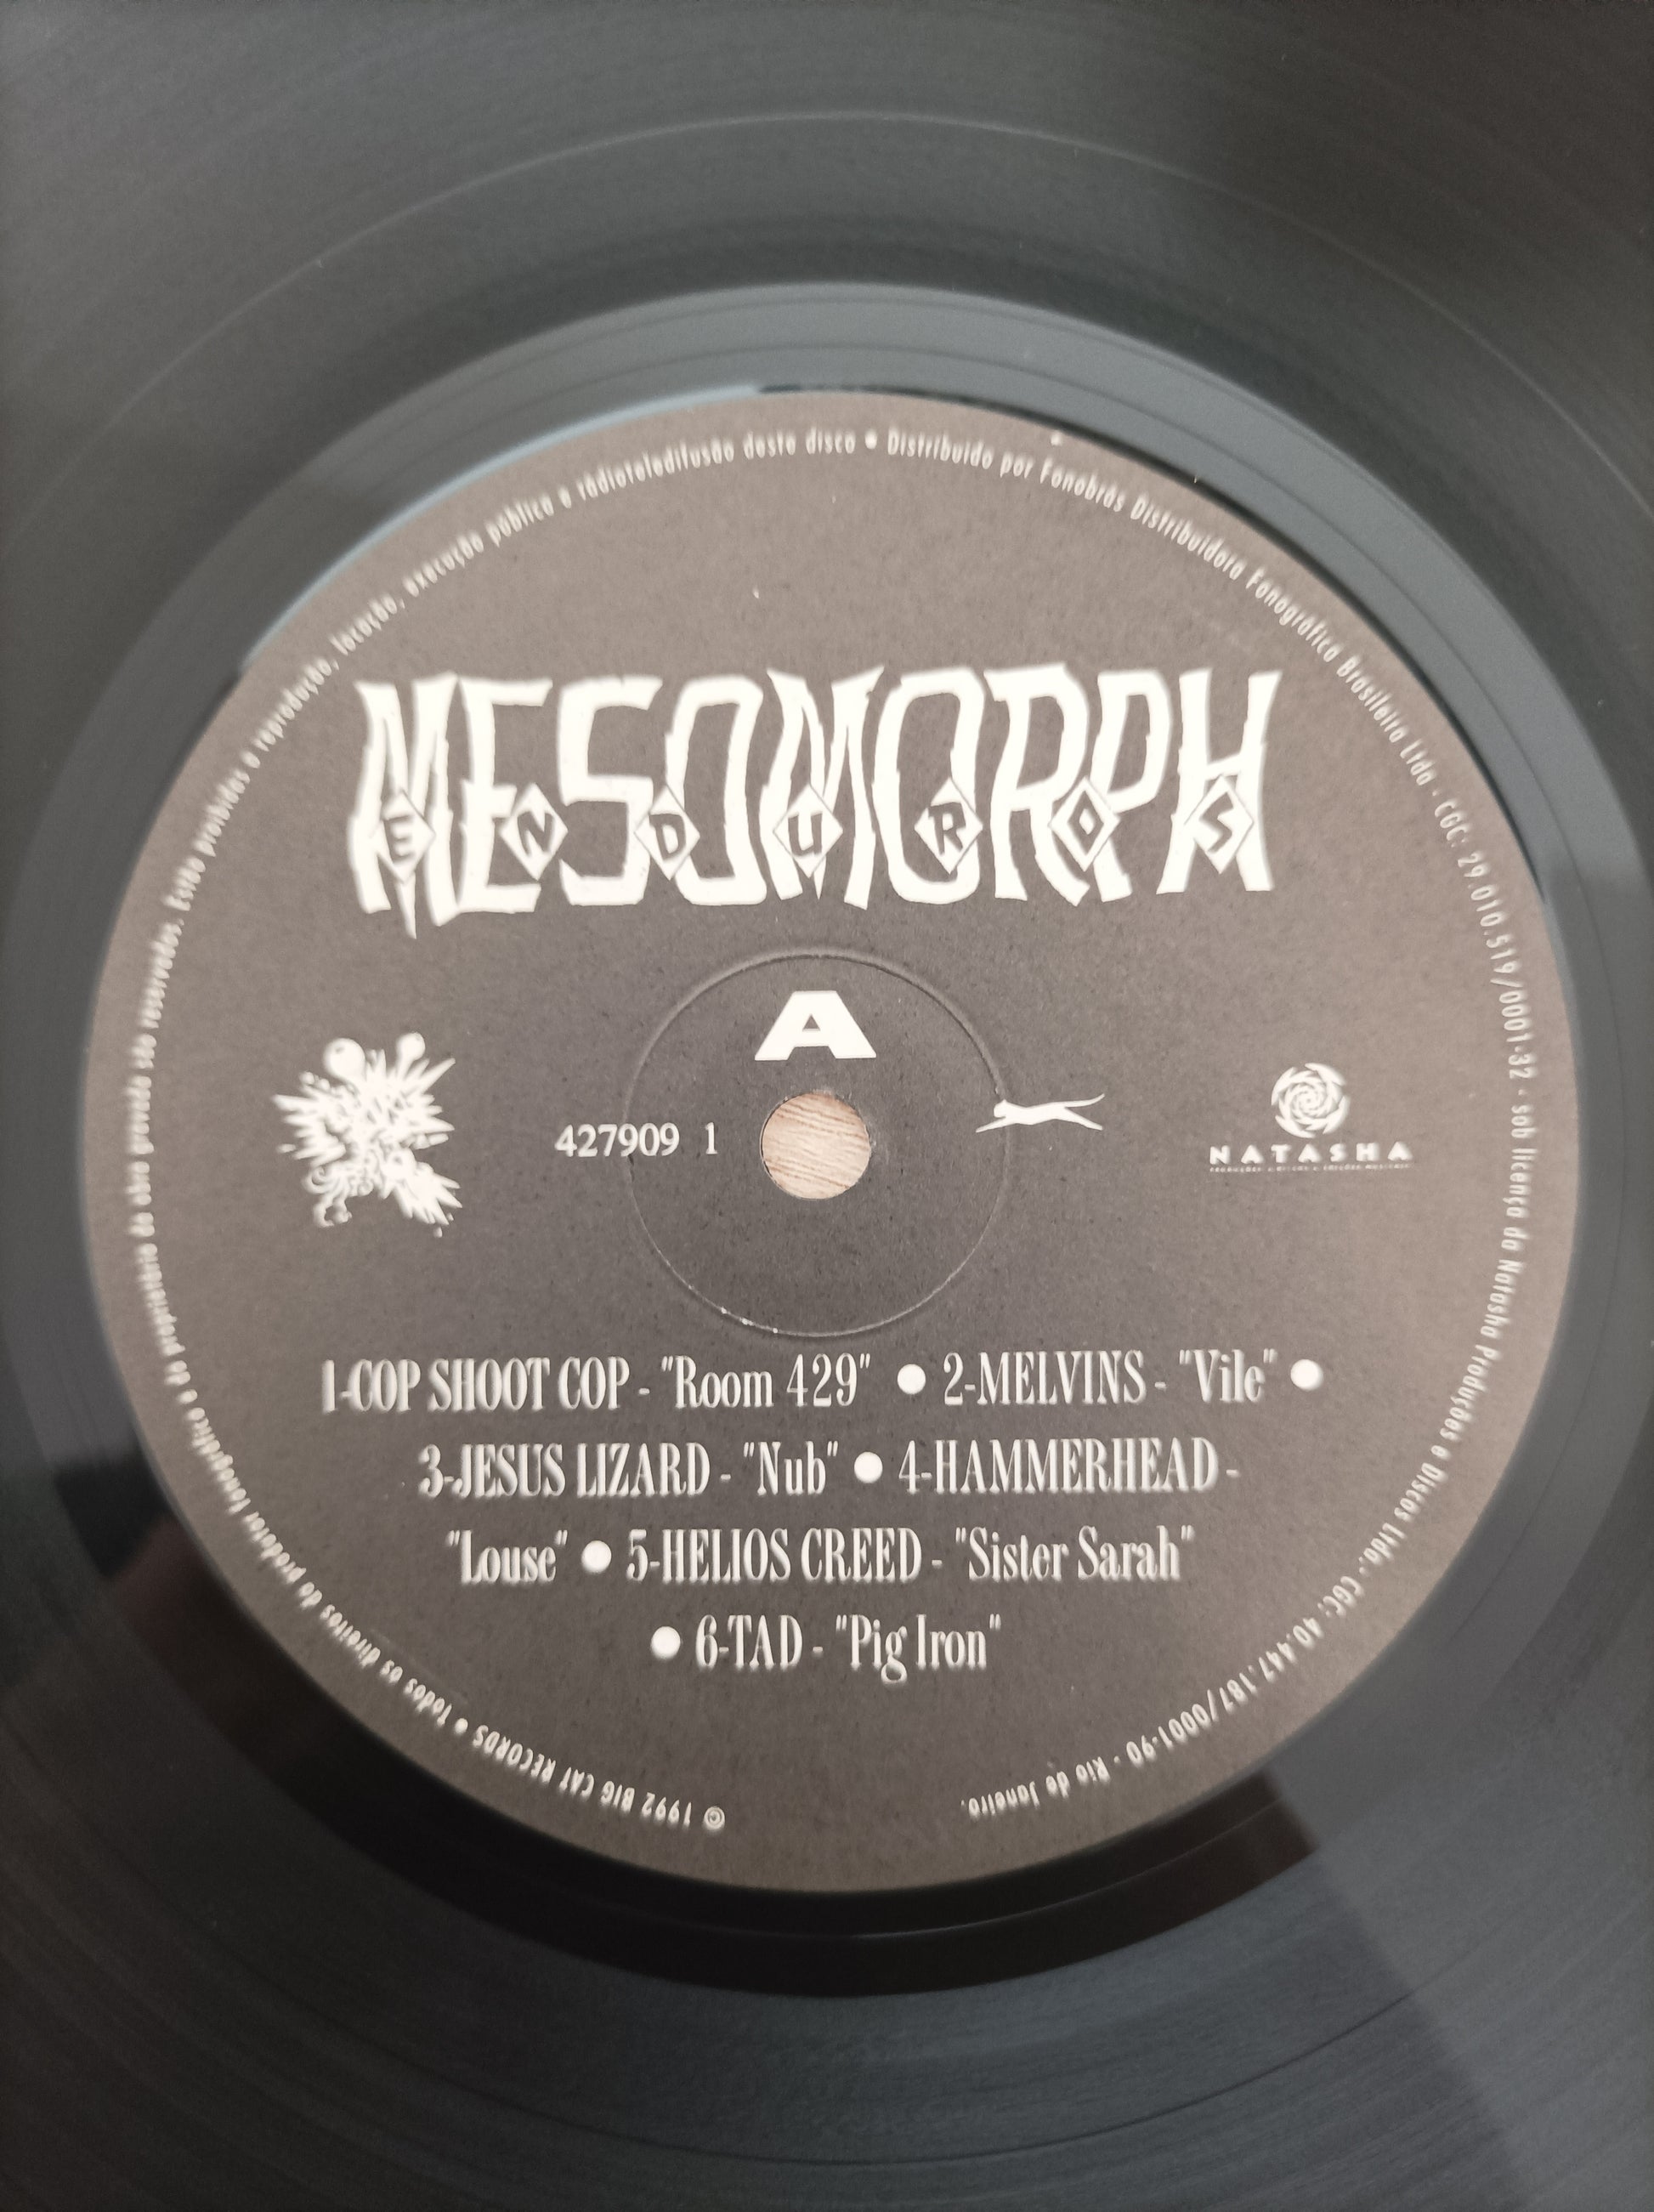 © 1992 BIG CAT RECORDS • Todos os direitos do produtor fonográfico e do proprietário da obra gravada são reservados. Estão proibidas a reprodução, locação, execução pública e rádioteledifusão deste disco • Distribuído por Fonobrás Distribuidora Fonográfica Brasileira Ltda - CGC: 29.010.519/0001-32 - sob licença da Natasha Produções e Discos Ltda. - CGC: 40.447.187/0001-90 - Rio de Janeiro.
MESOMORPH
ENDUROS
A
427909 1
NATASHA
1-COP SHOOT COP - "Room 429" ● 2-MELVINS - "Vile" ●
3-JESUS LIZARD - "Nub" ● 4-HAMMERHEAD -
"Louse" ● 5-HELIOS CREED - "Sister Sarah"
● 6-TAD - "Pig Iron"